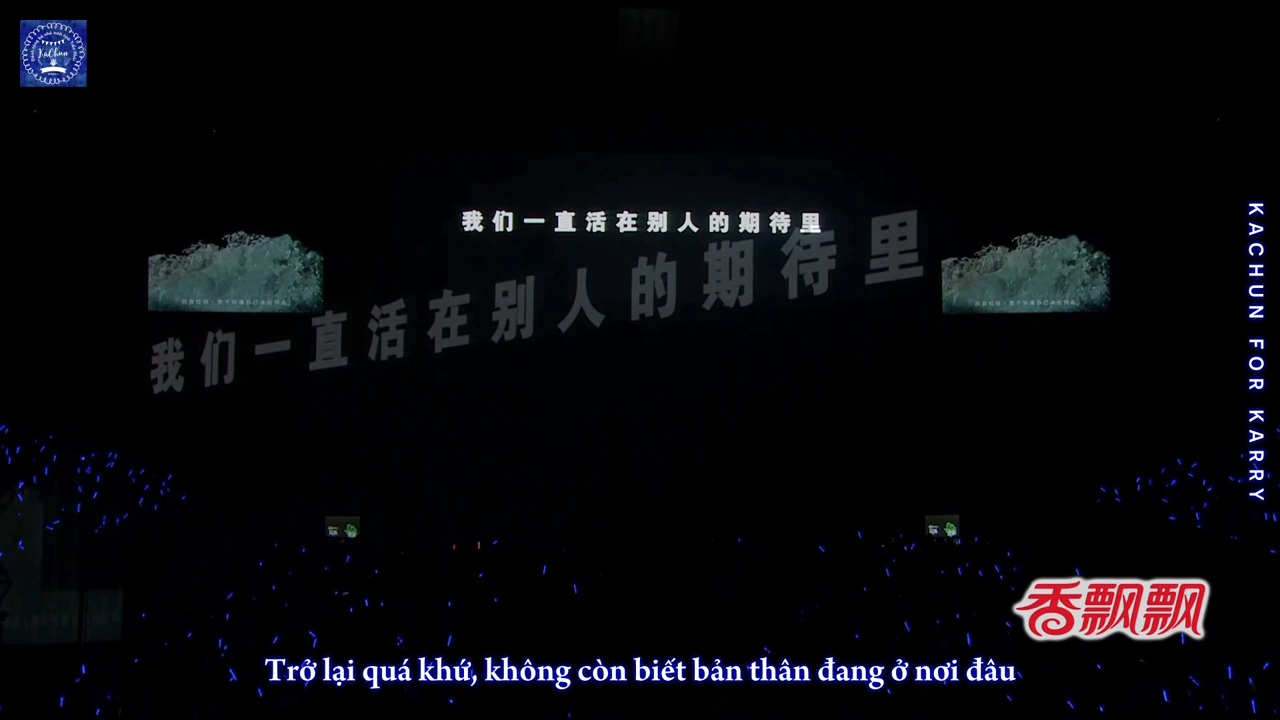 KaChun
我们一直活在别人的期待里
我们一直活在别人的期待里
KACHUN FOR KARRY
香飘飘
Trở lại quá khứ, không còn biết bản thân đang ở nơi đâu